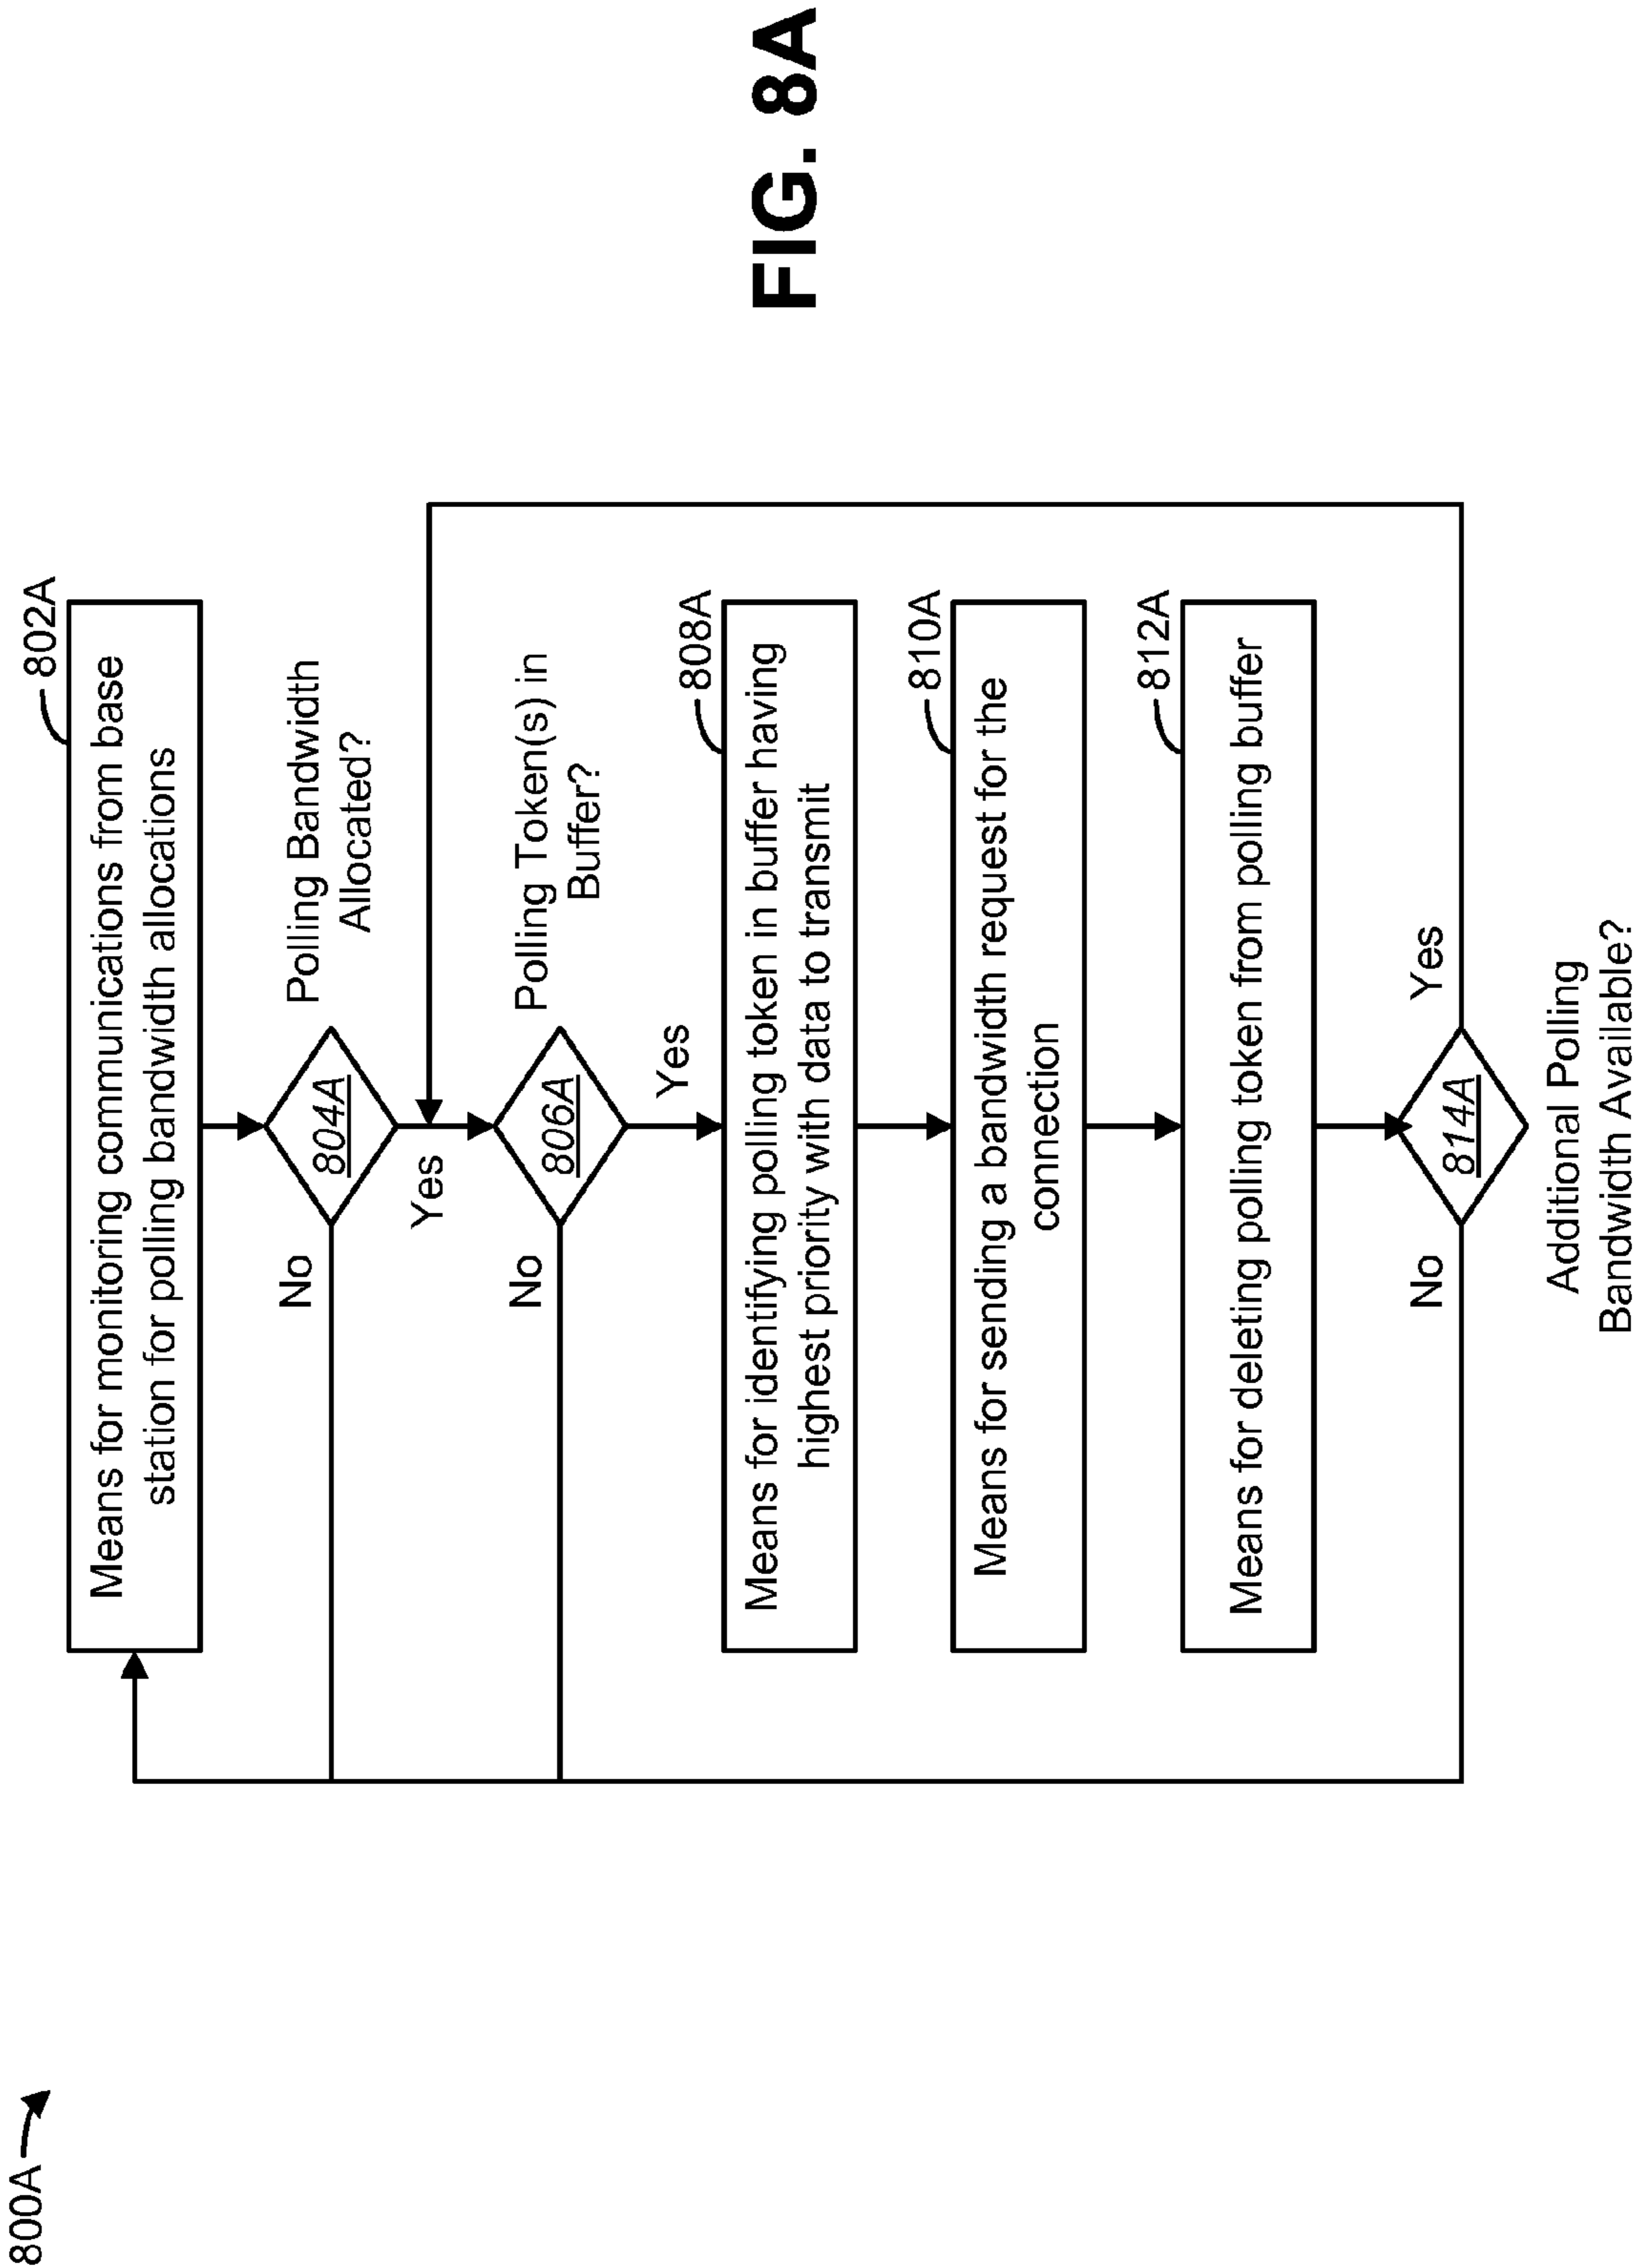 800A
802A
Means for monitoring communications from base
station for polling bandwidth allocations
Polling Bandwidth
Allocated?
804A
No
Yes
Polling Token(s) in
Buffer?
806A
No
Yes
808A
Means for identifying polling token in buffer having
highest priority with data to transmit
810A
Means for sending a bandwidth request for the
connection
812A
Means for deleting polling token from polling buffer
814A
No
Yes
Additional Polling
Bandwidth Available?
FIG. 8A